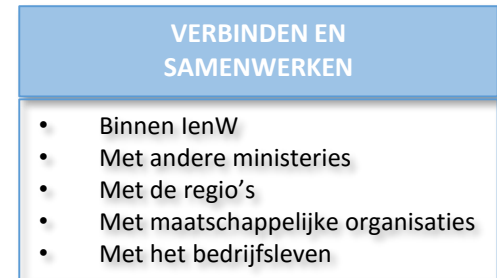 VERBINDEN EN
SAMENWERKEN
• Binnen IenW
• Met andere ministeries
• Met de regio's
• Met maatschappelijke organisaties
• Met het bedrijfsleven